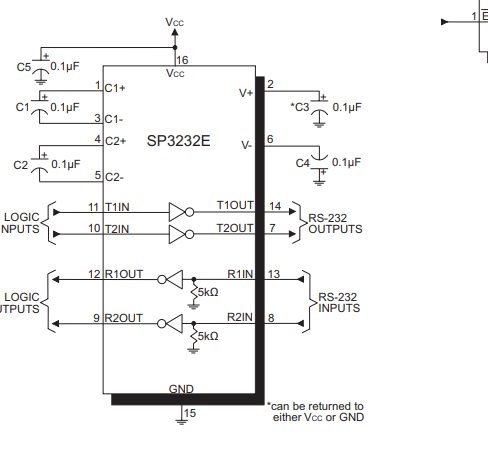 VCC
16
VCC
C5
+
0.1µF
1
C1+
C1
+
0.1µF
3
C1-
4
C2+
C2
+
0.1µF
5
C2-
SP3232E
2
V+
*C3
+
0.1µF
6
V-
C4
+
0.1µF
LOGIC
NPUTS
11
T1IN
T1OUT
14
10
T2IN
T2OUT
7
RS-232
OUTPUTS
LOGIC
TPUTS
12
R1OUT
R1IN
13
5kΩ
9
R2OUT
R2IN
8
5kΩ
RS-232
INPUTS
GND
15
*can be returned to
either VCC or GND
1